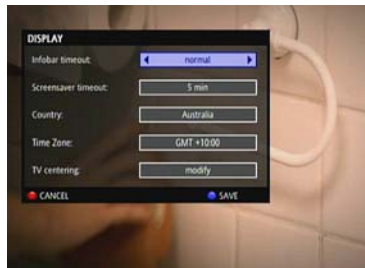 DISPLAY
Infobar timeout: normal
Screensaver timeout: 5 min
Country: Australia
Time Zone: GMT +10:00
TV centering: modify
CANCEL SAVE